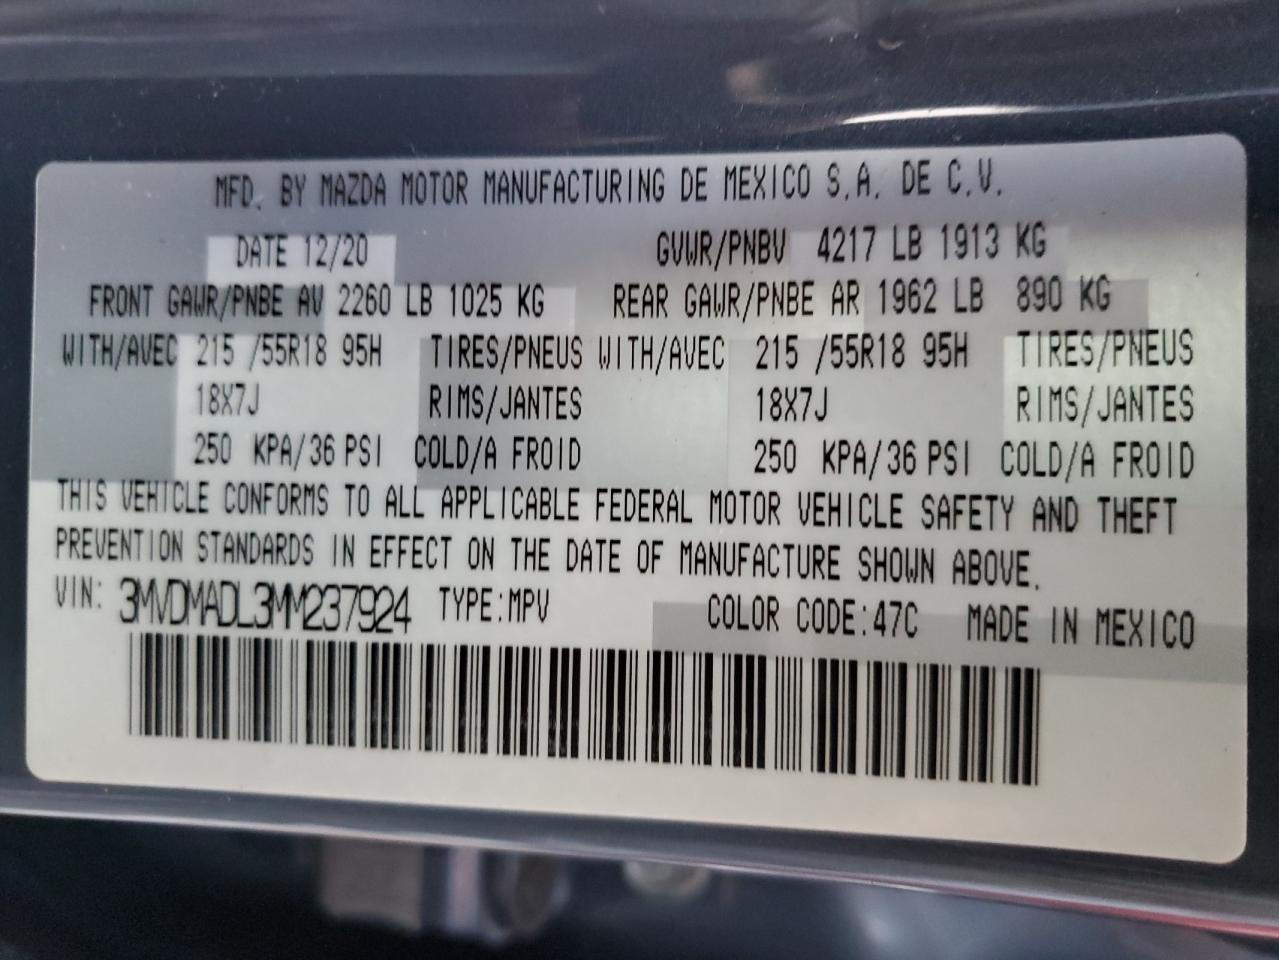 MFD. BY MAZDA MOTOR MANUFACTURING DE MEXICO S.A. DE C.V.
DATE 12/20 GVWR/PNBV 4217 LB 1913 KG
FRONT GAWR/PNBE AV 2260 LB 1025 KG REAR GAWR/PNBE AR 1962 LB 890 KG
WITH/AVEC 215 /55R18 95H TIRES/PNEUS WITH/AVEC 215 /55R18 95H TIRES/PNEUS
18X7J RIMS/JANTES 18X7J RIMS/JANTES
250 KPA/36 PSI COLD/A FROID 250 KPA/36 PSI COLD/A FROID
THIS VEHICLE CONFORMS TO ALL APPLICABLE FEDERAL MOTOR VEHICLE SAFETY AND THEFT
PREVENTION STANDARDS IN EFFECT ON THE DATE OF MANUFACTURE SHOWN ABOVE.
VIN: 3MVDMADL3MM237924 TYPE:MPV COLOR CODE:47C MADE IN MEXICO